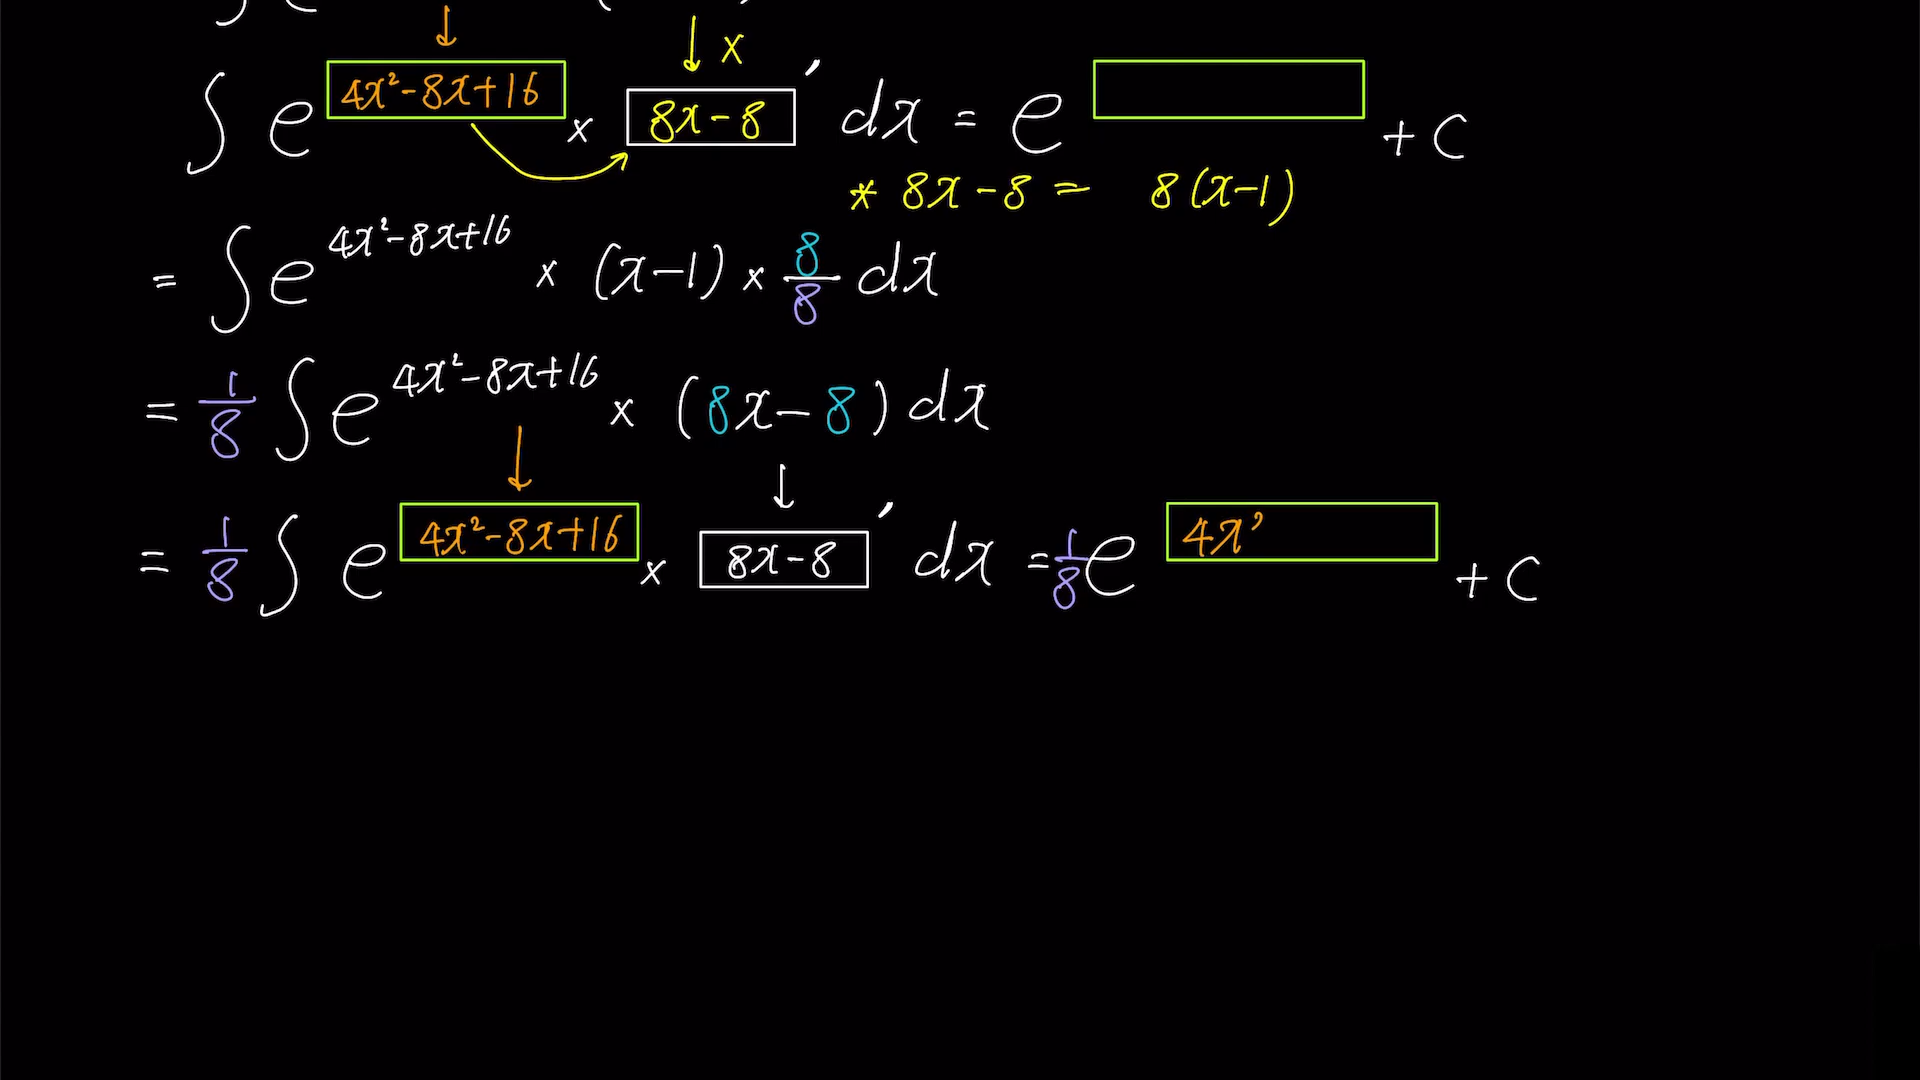 ∫ e^[4x²-8x+16] × [8x-8]′ dx = e^[ ] + C
↓ x
* 8x-8 = 8(x-1)
= ∫ e^4x²-8x+16 × (x-1) × 8/8 dx
= 1/8 ∫ e^4x²-8x+16 × (8x-8) dx
= 1/8 ∫ e^[4x²-8x+16] × [8x-8]′ dx = 1/8 e^[4x²] + C